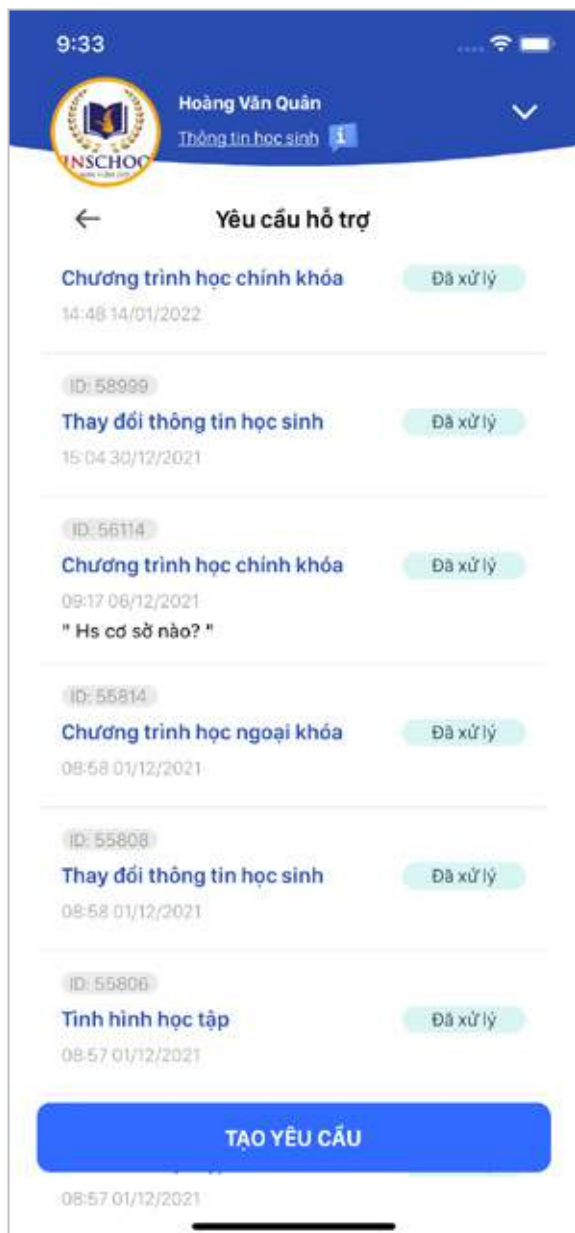 9:33
Hoàng Văn Quân
Thông tin học sinh
INSCHOO
Yêu cầu hỗ trợ
Chương trình học chính khóa
Đã xử lý
14:48 14/01/2022
ID: 58999
Thay đổi thông tin học sinh
Đã xử lý
15:04 30/12/2021
ID: 56114
Chương trình học chính khóa
Đã xử lý
09:17 06/12/2021
" Hs cơ sở nào? "
ID: 55814
Chương trình học ngoại khóa
Đã xử lý
08:58 01/12/2021
ID: 55808
Thay đổi thông tin học sinh
Đã xử lý
08:58 01/12/2021
ID: 55806
Tình hình học tập
Đã xử lý
08:57 01/12/2021
TẠO YÊU CẦU
08:57 01/12/2021